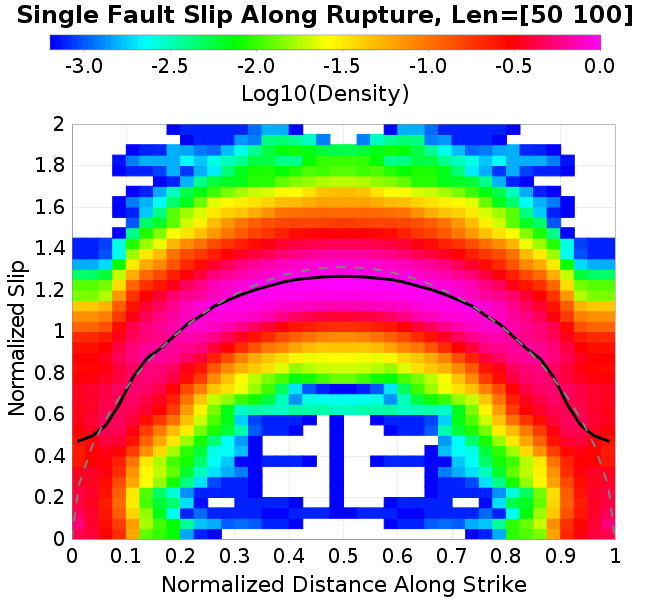 Single Fault Slip Along Rupture, Len=[50 100]
-3.0 -2.5 -2.0 -1.5 -1.0 -0.5 0.0
Log10(Density)
2
1.8
1.6
1.4
1.2
1
0.8
0.6
0.4
0.2
0
Normalized Slip
0 0.1 0.2 0.3 0.4 0.5 0.6 0.7 0.8 0.9 1
Normalized Distance Along Strike